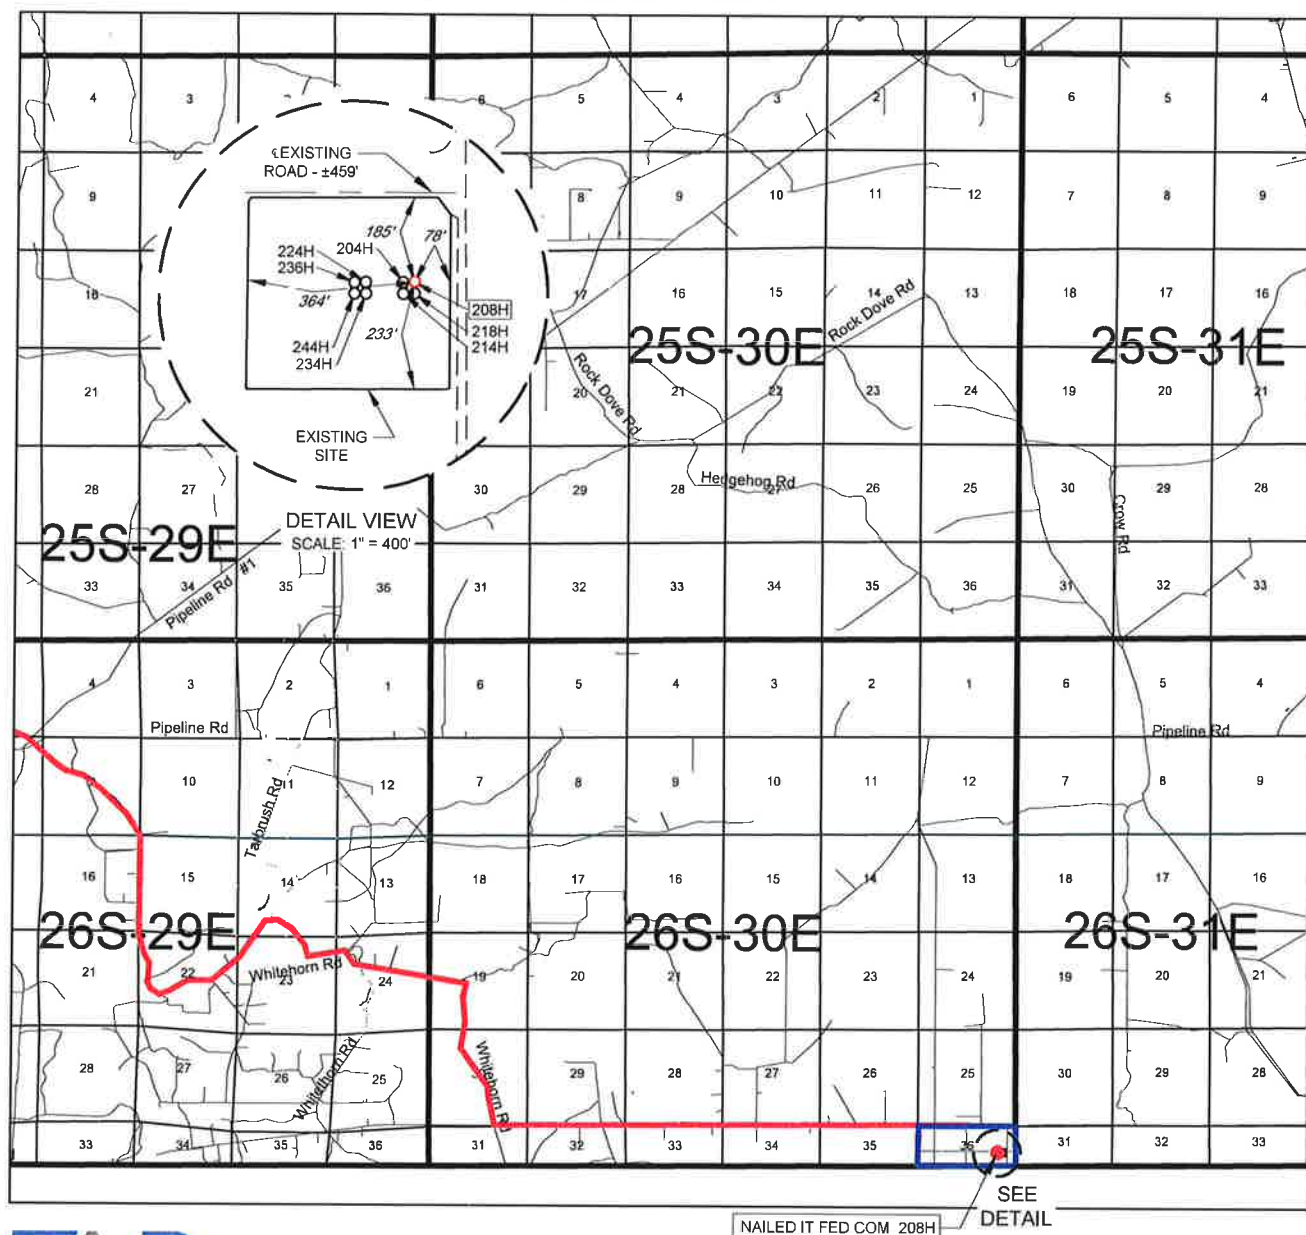 4 3 6 5 4 3 2 1 6 5 4
℄EXISTING
ROAD - ±459'
9 8 9 10 11 12 7 8 9
185' 78'
224H 204H
236H
364'
208H
218H
214H
233'
244H
234H
18 17 16 15 14 13 18 17 16
Rock Dove Rd
25S-30E 25S-31E
21 20 21 22 23 24 19 20 21
Rock Dove Rd
EXISTING
SITE
28 27 30 29 28 27 26 25 30 29 28
Hedgehog Rd
Crow Rd
DETAIL VIEW
SCALE: 1" = 400'
25S-29E
Pipeline Rd #1
33 34 35 36 31 32 33 34 35 36 31 32 33
4 3 2 1 6 5 4 3 2 1 6 5 4
Pipeline Rd Pipeline Rd
9 10 11 12 7 8 9 10 11 12 7 8 9
Tarbrush Rd
16 15 14 13 18 17 16 15 14 13 18 17 16
26S-29E 26S-30E 26S-31E
21 22 23 24 19 20 21 22 23 24 19 20 21
Whitehorn Rd
28 27 26 25 29 28 27 26 25 30 29 28
Whitehorn Rd
Whitehorn Rd
33 34 35 36 31 32 33 34 35 36 31 32 33
SEE
DETAIL
NAILED IT FED COM 208H